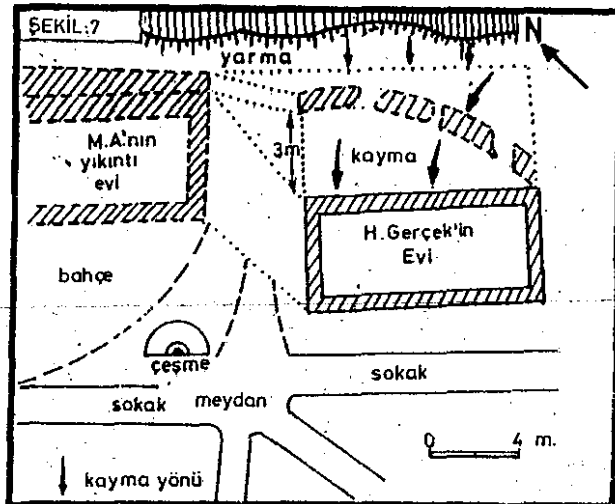 ŞEKİL:7
N
yarma
M.A'nın
yıkıntı
evi
3m
kayma
H.Gerçek'in
Evi
bahçe
çeşme
sokak
sokak
meydan
0 4 m.
kayma yönü